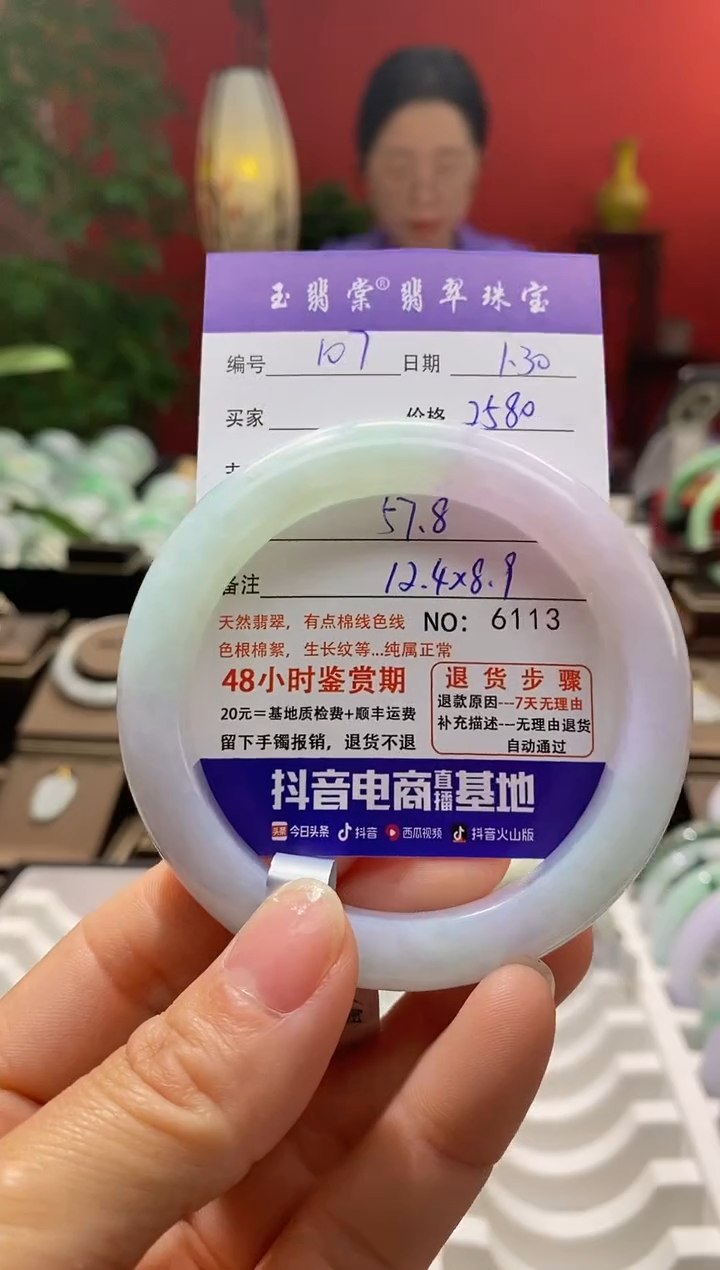 玉翡棠®翡翠珠宝
编号 107 日期 1.30
买家 价格 2580
57.8
备注 12.4x8.9
天然翡翠，有点棉线色线 NO: 6113
色根棉絮，生长纹等...纯属正常
48小时鉴赏期
20元=基地质检费+顺丰运费
留下手镯报销，退货不退
退货步骤
退款原因---7天无理由
补充描述---无理由退货
自动通过
抖音电商直播基地
头条 今日头条 抖音 西瓜视频 抖音火山版